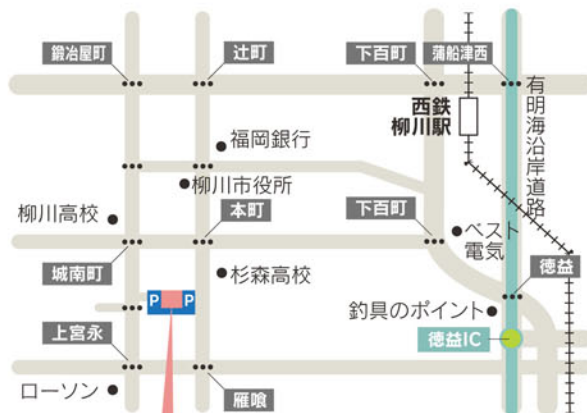 鍛冶屋町
辻町
下百町
蒲船津西
西鉄
柳川駅
有明海沿岸道路
福岡銀行
柳川市役所
柳川高校
本町
下百町
ベスト
電気
城南町
徳益
杉森高校
P
P
釣具のポイント
上宮永
徳益IC
ローソン
雁喰